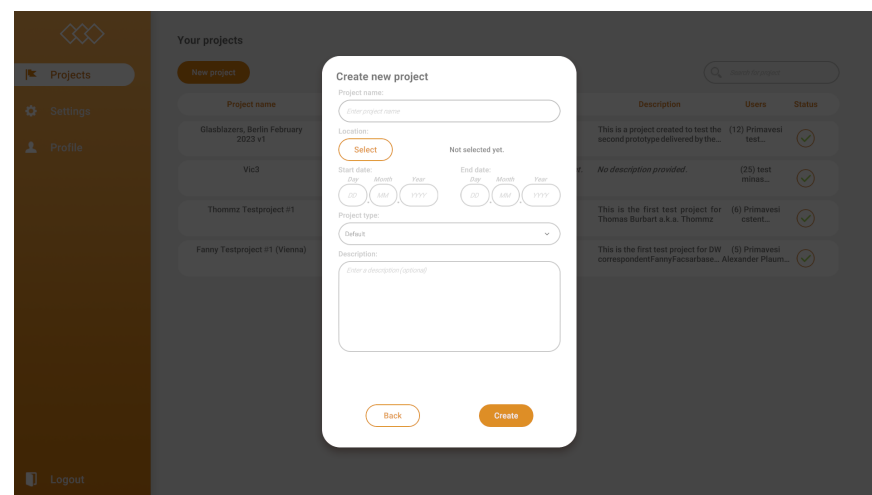 Your projects
Projects
Settings
Profile
Logout
New project
Search for project
Project name
Description
Users
Status
Glasblazers, Berlin February
2023 v1
This is a project created to test the
second prototype delivered by the...
(12) Primavesi
test...
Vic3
No description provided.
(25) test
minas...
Thommz Testproject #1
This is the first test project for
Thomas Burbart a.k.a. Thommz
(6) Primavesi
cstent...
Fanny Testproject #1 (Vienna)
This is the first test project for DW
correspondentFannyFacsarbase...
(5) Primavesi
Alexander Plaum...
Create new project
Project name:
Enter project name
Location:
Select
Not selected yet.
Start date:
End date:
Day Month Year
Day Month Year
DD . MM . YYYY
DD . MM . YYYY
Project type:
Default
Description:
Enter a description (optional)
Back
Create